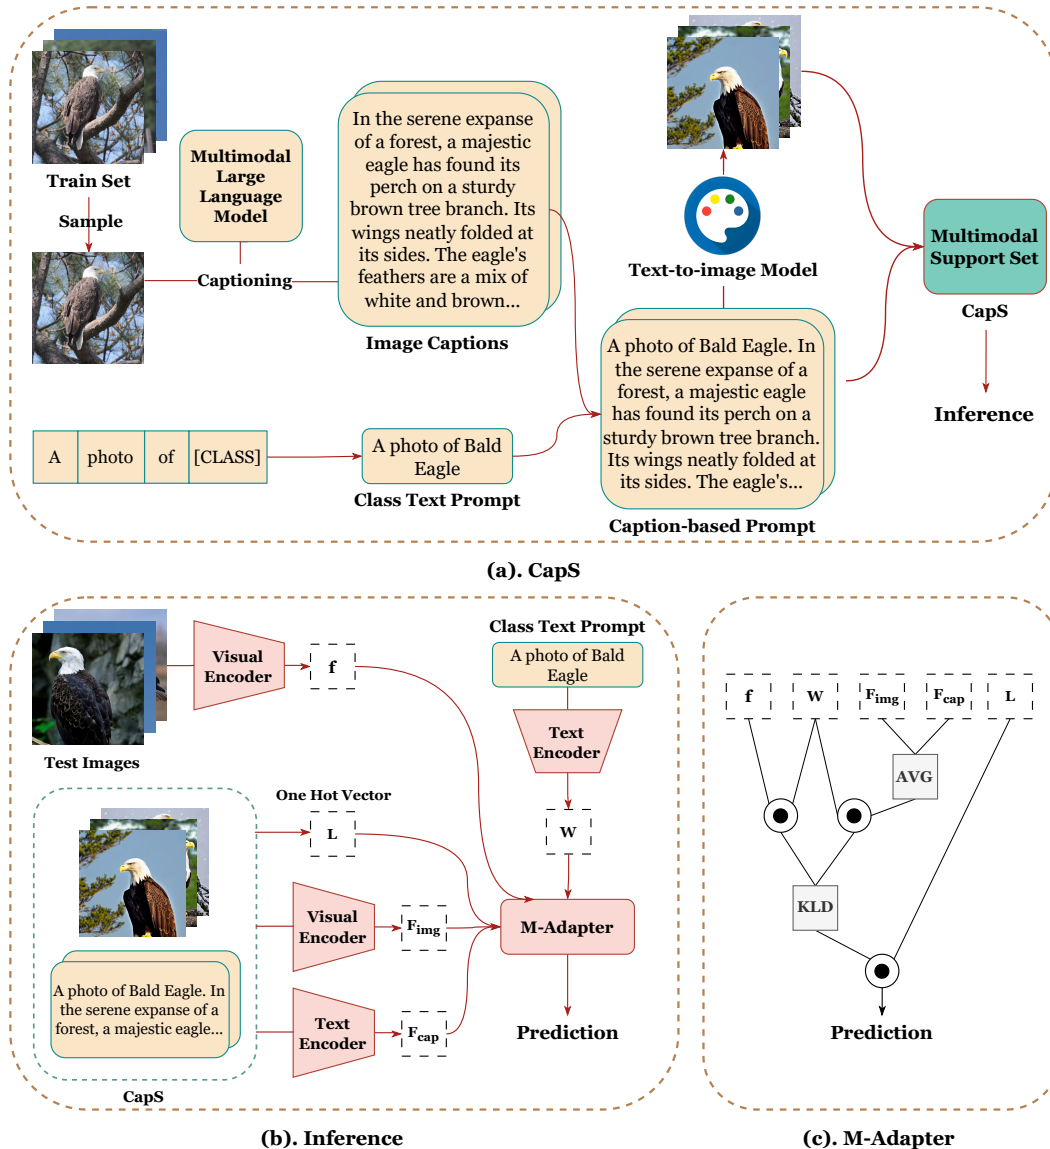 Train Set
Sample
Multimodal
Large
Language
Model
Captioning
In the serene expanse
of a forest, a majestic
eagle has found its
perch on a sturdy
brown tree branch. Its
wings neatly folded at
its sides. The eagle's
feathers are a mix of
white and brown...
Image Captions
A photo of [CLASS]
A photo of Bald
Eagle
Class Text Prompt
Text-to-image Model
A photo of Bald Eagle. In
the serene expanse of a
forest, a majestic eagle
has found its perch on a
sturdy brown tree branch.
Its wings neatly folded at
its sides. The eagle's...
Caption-based Prompt
Multimodal
Support Set
CapS
Inference
(a). CapS
Test Images
Visual
Encoder
f
Class Text Prompt
A photo of Bald
Eagle
Text
Encoder
W
One Hot Vector
L
Visual
Encoder
Fimg
M-Adapter
A photo of Bald Eagle. In
the serene expanse of a
forest, a majestic eagle...
CapS
Text
Encoder
Fcap
Prediction
(b). Inference
f W Fimg Fcap L
AVG
KLD
Prediction
(c). M-Adapter